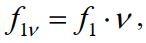 f₁ν = f₁ · ν ,